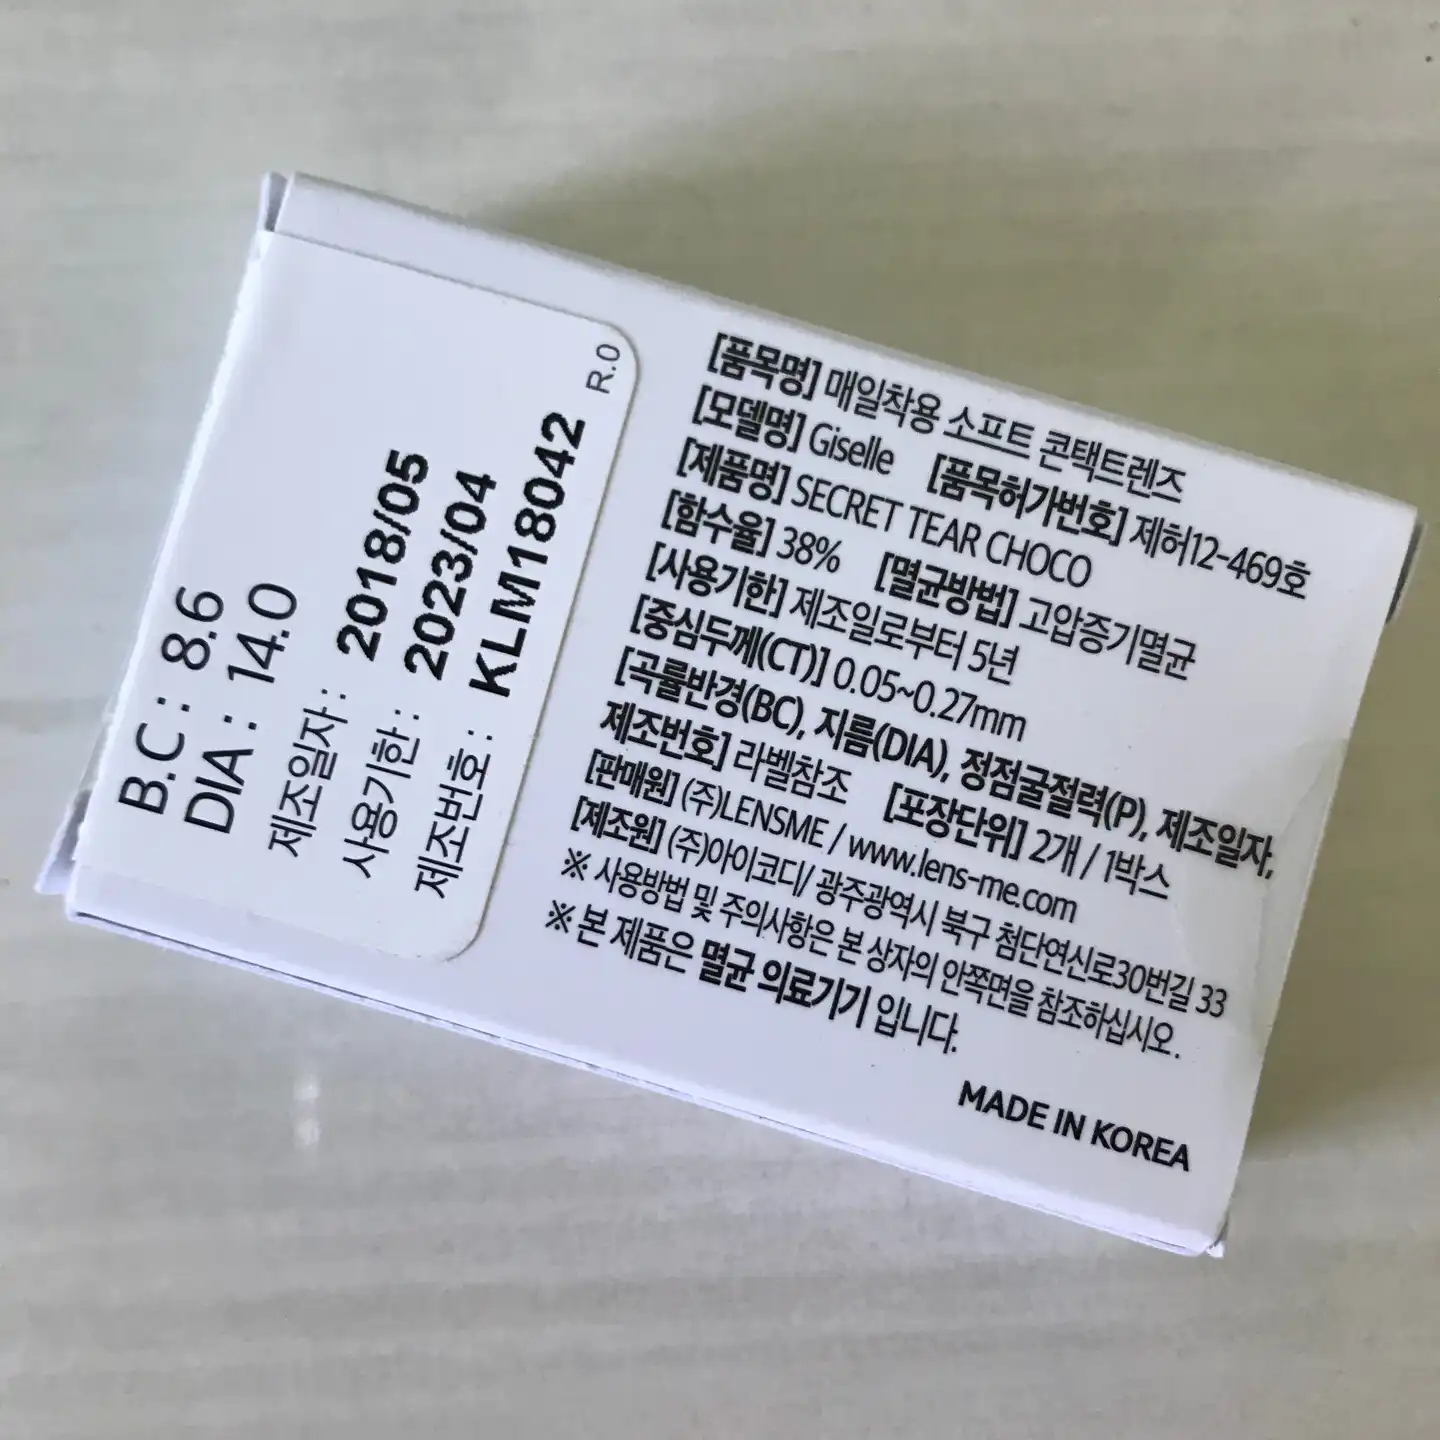 B.C : 8.6
DIA : 14.0
제조일자 : 2018/05
사용기한 : 2023/04
제조번호 : KLM18042
R.0
[품목명] 매일착용 소프트 콘택트렌즈
[모델명] Giselle [품목허가번호] 제허12-469호
[제품명] SECRET TEAR CHOCO
[함수율] 38% [멸균방법] 고압증기멸균
[사용기한] 제조일로부터 5년
[중심두께(CT)] 0.05~0.27mm
[곡률반경(BC), 지름(DIA), 정점굴절력(P), 제조일자,
제조번호] 라벨참조 [포장단위] 2개 / 1박스
[판매원] (주)LENSME / www.lens-me.com
[제조원] (주)아이코디/ 광주광역시 북구 첨단연신로30번길 33
※ 사용방법 및 주의사항은 본 상자의 안쪽면을 참조하십시오.
※ 본 제품은 멸균 의료기기 입니다.
MADE IN KOREA